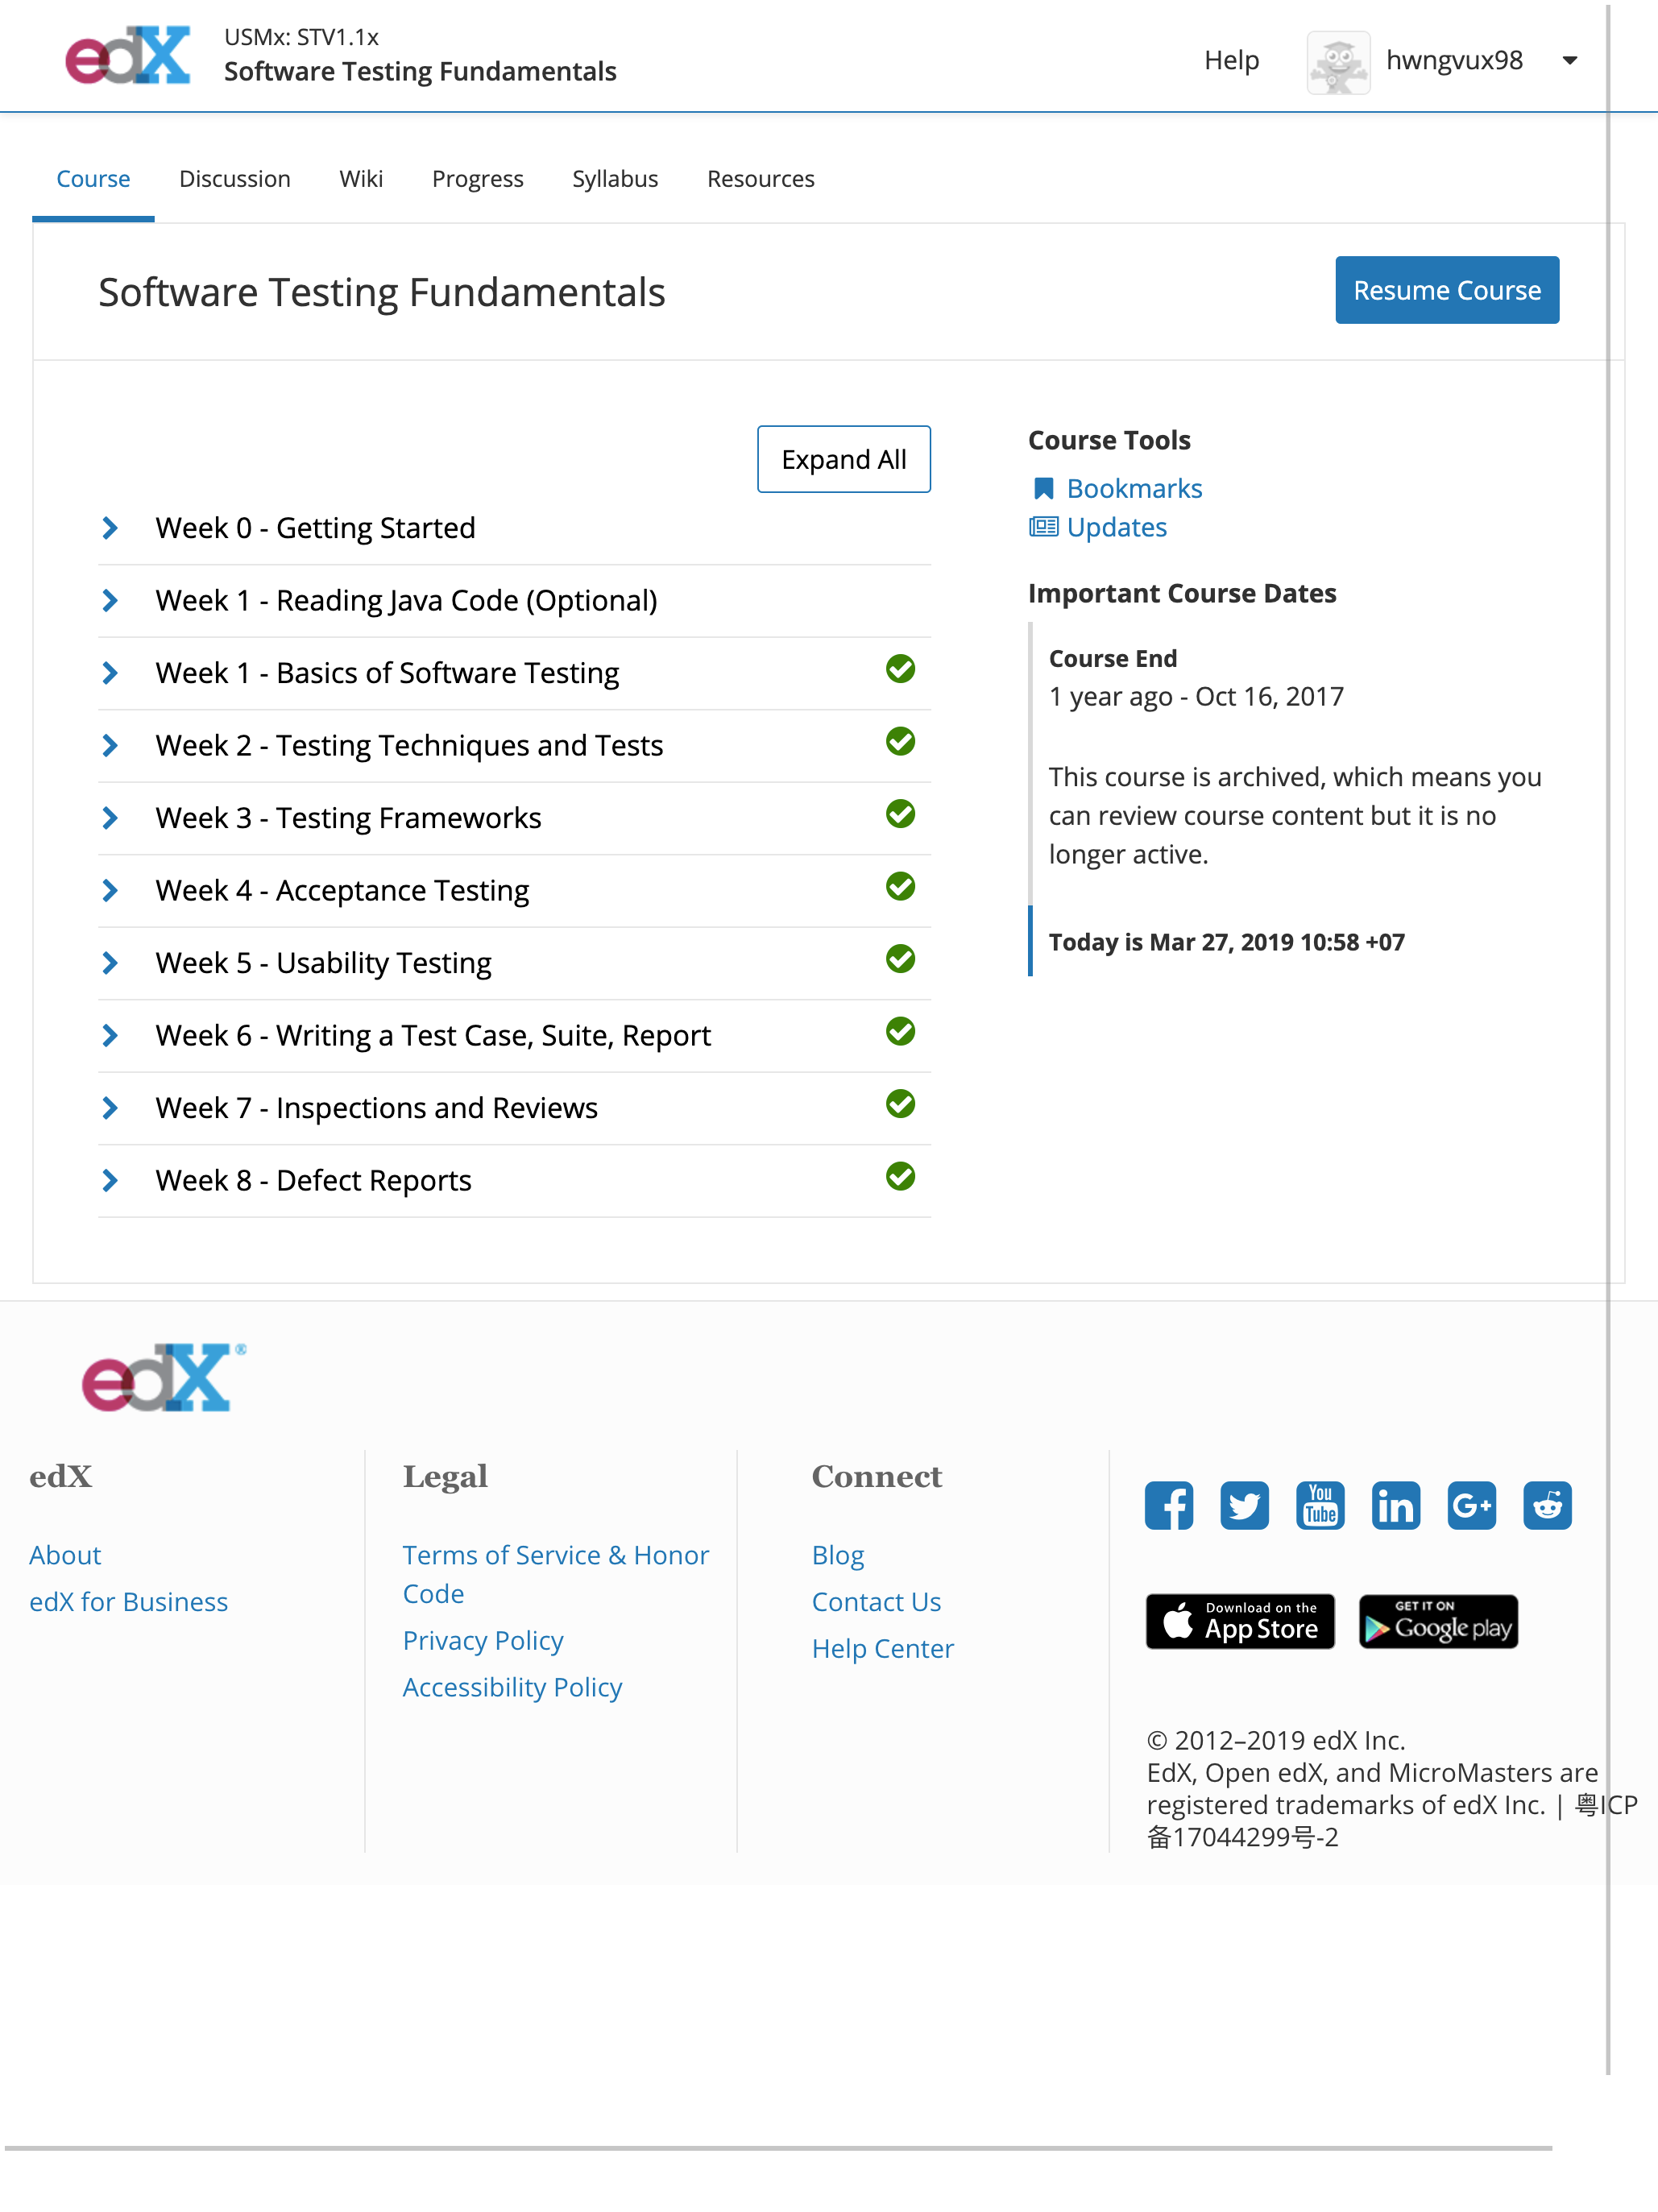 edX
USMx: STV1.1x
Software Testing Fundamentals
Help
hwngvux98
Course
Discussion
Wiki
Progress
Syllabus
Resources
Software Testing Fundamentals
Resume Course
Expand All
Week 0 - Getting Started
Week 1 - Reading Java Code (Optional)
Week 1 - Basics of Software Testing
Week 2 - Testing Techniques and Tests
Week 3 - Testing Frameworks
Week 4 - Acceptance Testing
Week 5 - Usability Testing
Week 6 - Writing a Test Case, Suite, Report
Week 7 - Inspections and Reviews
Week 8 - Defect Reports
Course Tools
Bookmarks
Updates
Important Course Dates
Course End
1 year ago - Oct 16, 2017
This course is archived, which means you
can review course content but it is no
longer active.
Today is Mar 27, 2019 10:58 +07
edX®
edX
About
edX for Business
Legal
Terms of Service & Honor
Code
Privacy Policy
Accessibility Policy
Connect
Blog
Contact Us
Help Center
You
Tube
in
G+
Download on the
App Store
GET IT ON
Google play
© 2012–2019 edX Inc.
EdX, Open edX, and MicroMasters are
registered trademarks of edX Inc. | 粤ICP
备17044299号-2